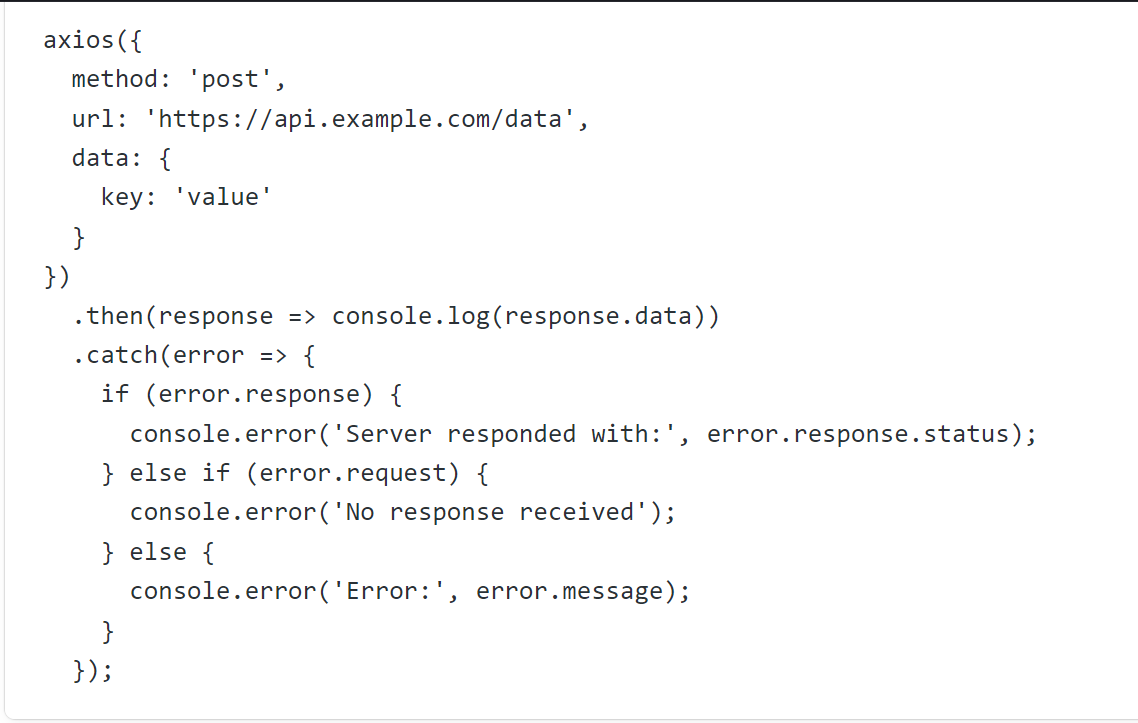 axios({
  method: 'post',
  url: 'https://api.example.com/data',
  data: {
    key: 'value'
  }
})
  .then(response => console.log(response.data))
  .catch(error => {
    if (error.response) {
      console.error('Server responded with:', error.response.status);
    } else if (error.request) {
      console.error('No response received');
    } else {
      console.error('Error:', error.message);
    }
  });